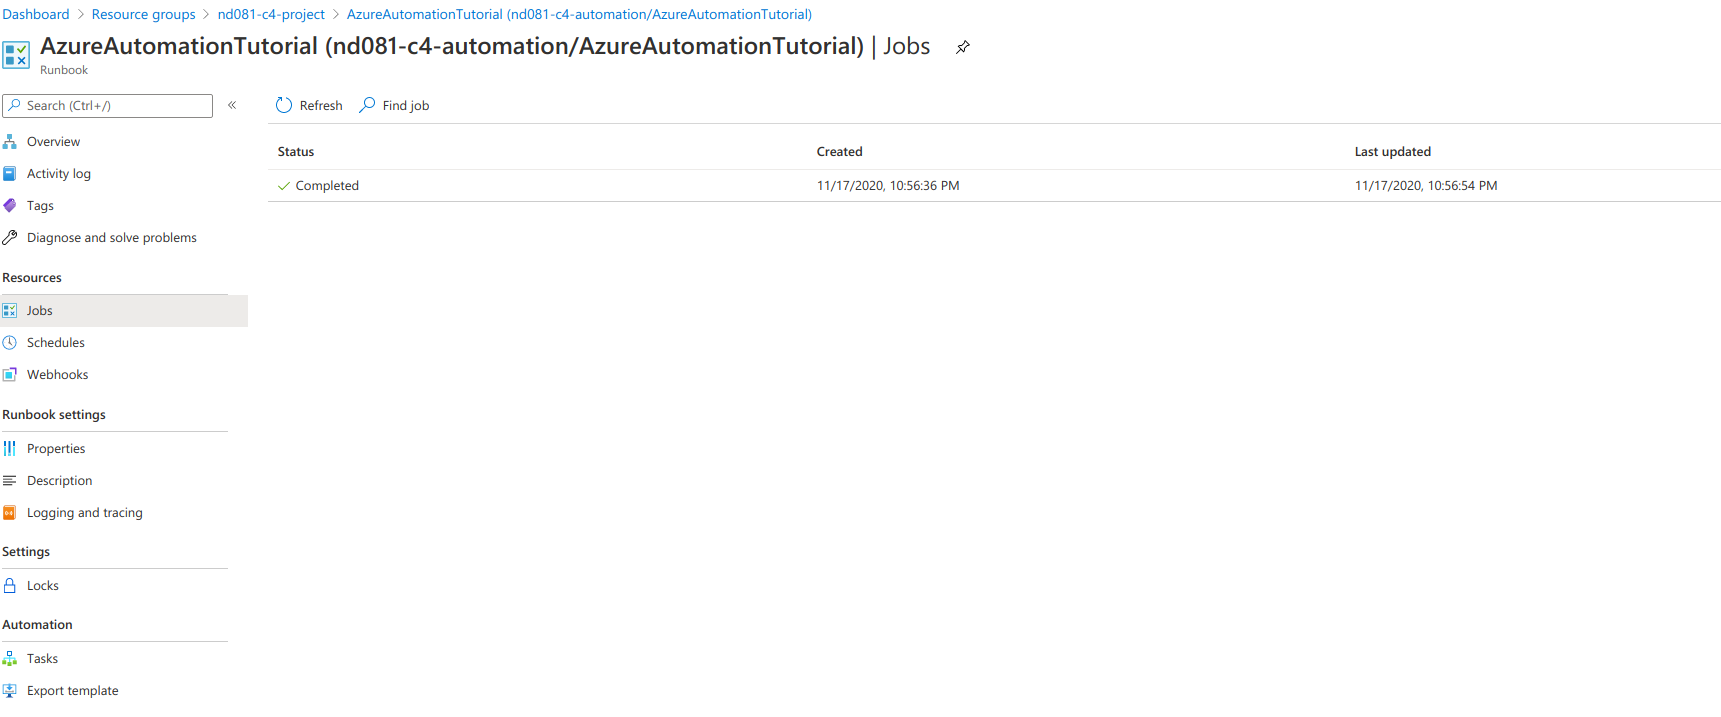 Dashboard > Resource groups > nd081-c4-project > AzureAutomationTutorial (nd081-c4-automation/AzureAutomationTutorial)
AzureAutomationTutorial (nd081-c4-automation/AzureAutomationTutorial) | Jobs
Runbook
Search (Ctrl+/)
«
Refresh
Find job
Overview
Activity log
Tags
Diagnose and solve problems
Resources
Jobs
Schedules
Webhooks
Runbook settings
Properties
Description
Logging and tracing
Settings
Locks
Automation
Tasks
Export template
Status Created Last updated
Completed 11/17/2020, 10:56:36 PM 11/17/2020, 10:56:54 PM